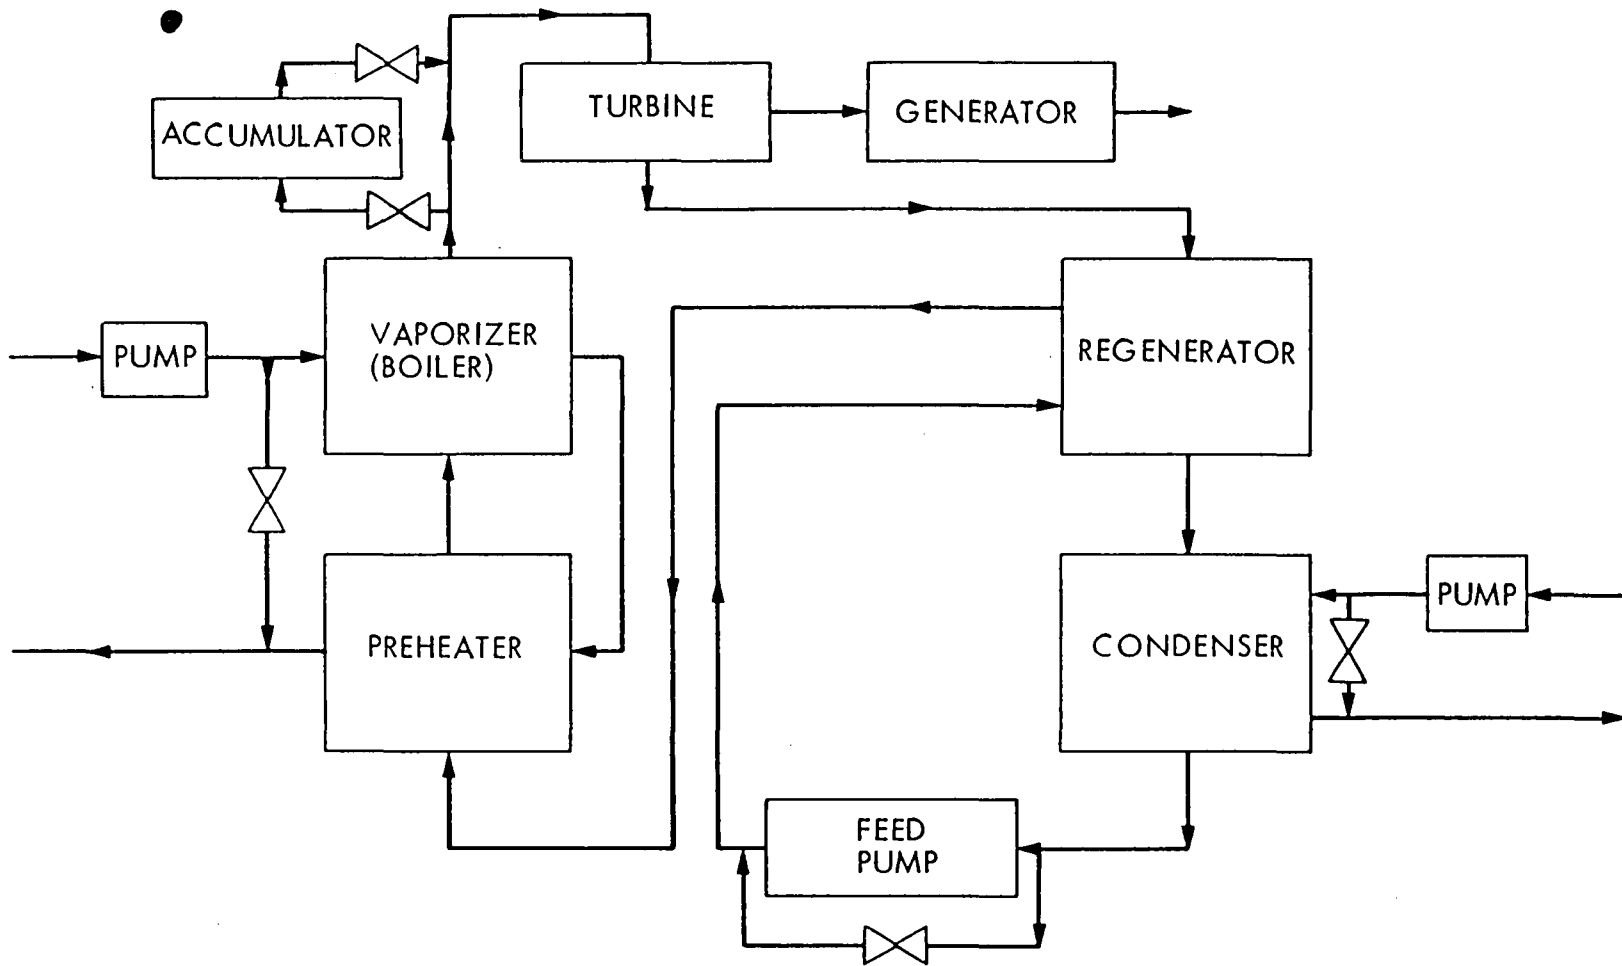 TURBINE
GENERATOR
ACCUMULATOR
VAPORIZER
(BOILER)
PUMP
REGENERATOR
PREHEATER
CONDENSER
PUMP
FEED
PUMP